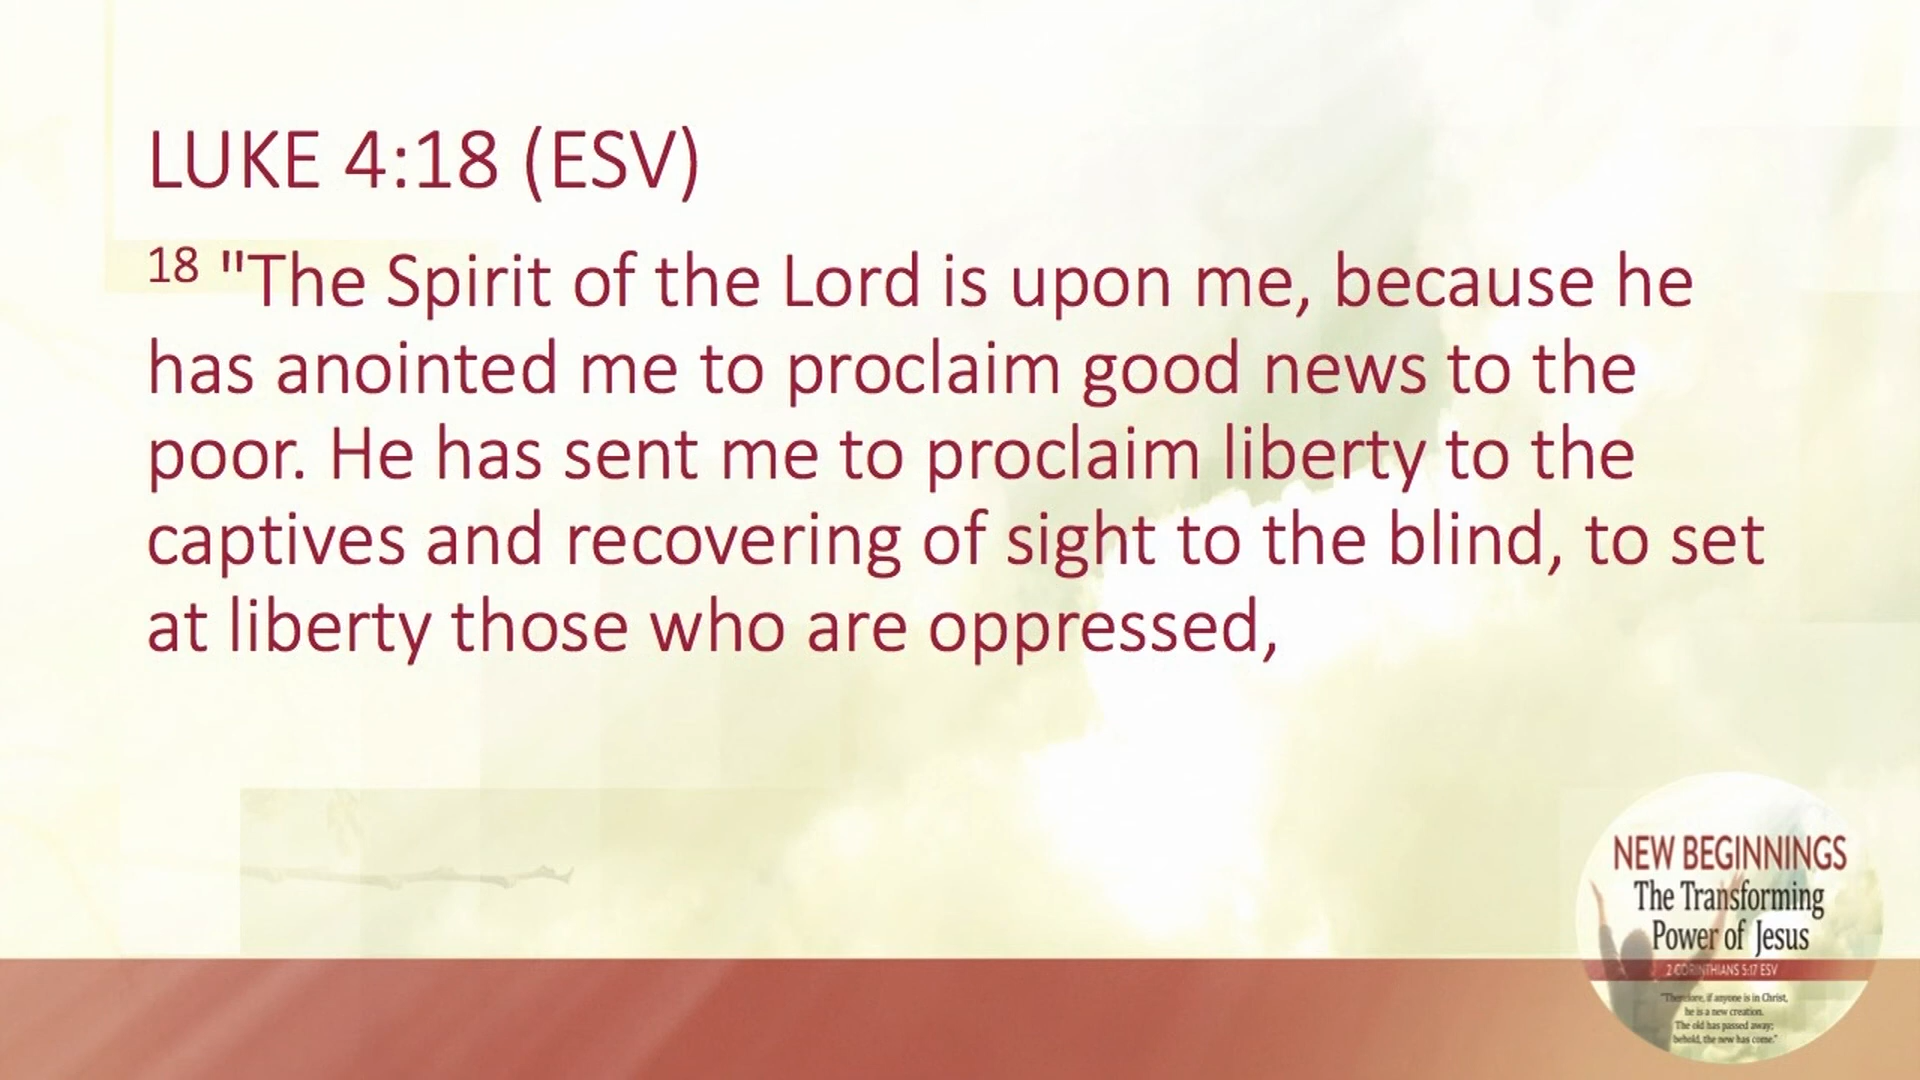 LUKE 4:18 (ESV)
18 "The Spirit of the Lord is upon me, because he
has anointed me to proclaim good news to the
poor. He has sent me to proclaim liberty to the
captives and recovering of sight to the blind, to set
at liberty those who are oppressed,
NEW BEGINNINGS
The Transforming
Power of Jesus
2 CORINTHIANS 5:17 ESV
"Therefore, if anyone is in Christ,
he is a new creation.
The old has passed away;
behold, the new has come."